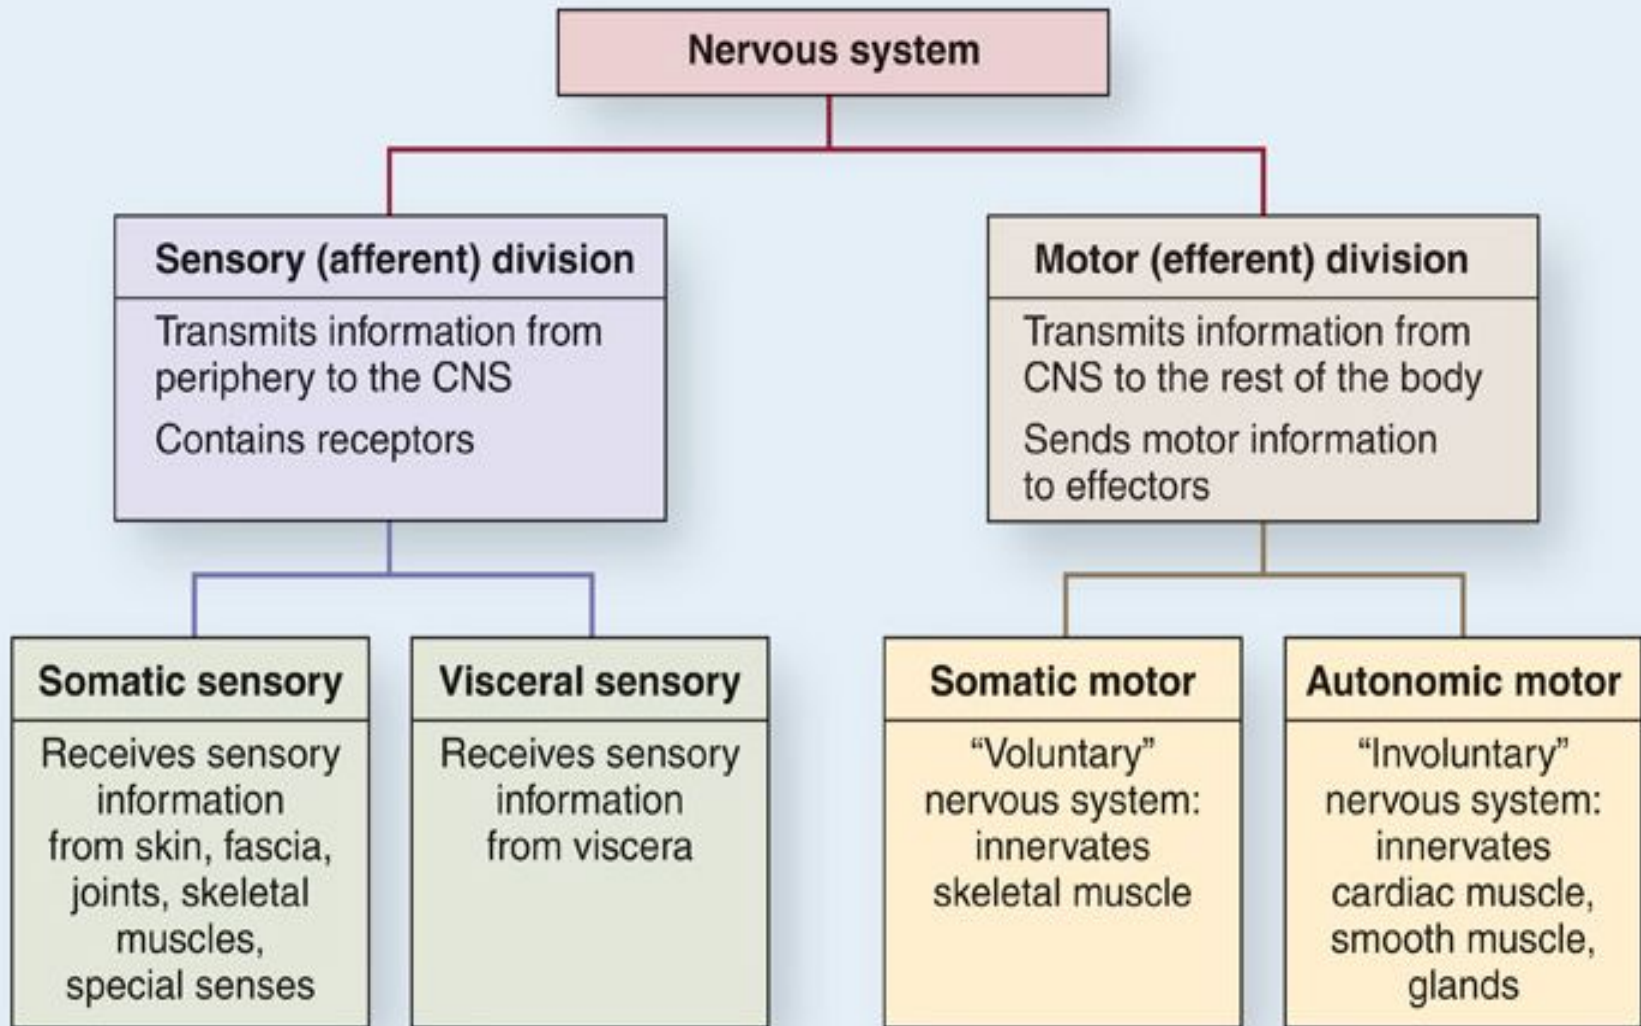 Nervous system
Sensory (afferent) division
Transmits information from
periphery to the CNS
Contains receptors
Motor (efferent) division
Transmits information from
CNS to the rest of the body
Sends motor information
to effectors
Somatic sensory
Receives sensory
information
from skin, fascia,
joints, skeletal
muscles,
special senses
Visceral sensory
Receives sensory
information
from viscera
Somatic motor
“Voluntary”
nervous system:
innervates
skeletal muscle
Autonomic motor
“Involuntary”
nervous system:
innervates
cardiac muscle,
smooth muscle,
glands